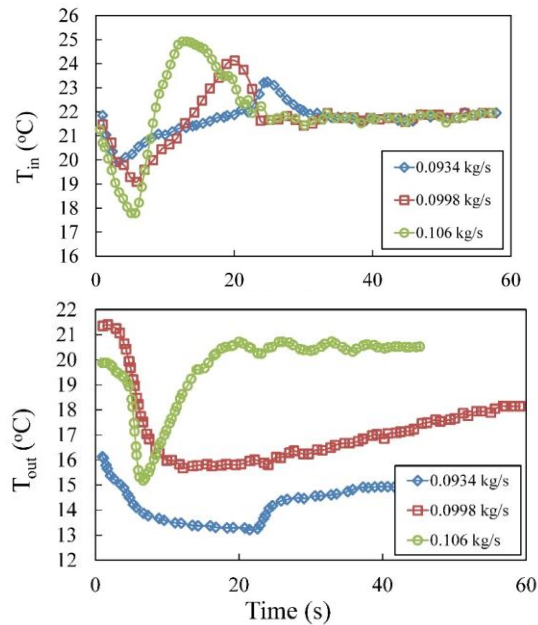 26
25
24
23
22
21
20
19
18
17
16
T_in (°C)
0.0934 kg/s
0.0998 kg/s
0.106 kg/s
0 20 40 60
22
21
20
19
18
17
16
15
14
13
12
T_out (°C)
0.0934 kg/s
0.0998 kg/s
0.106 kg/s
0 20 40 60
Time (s)